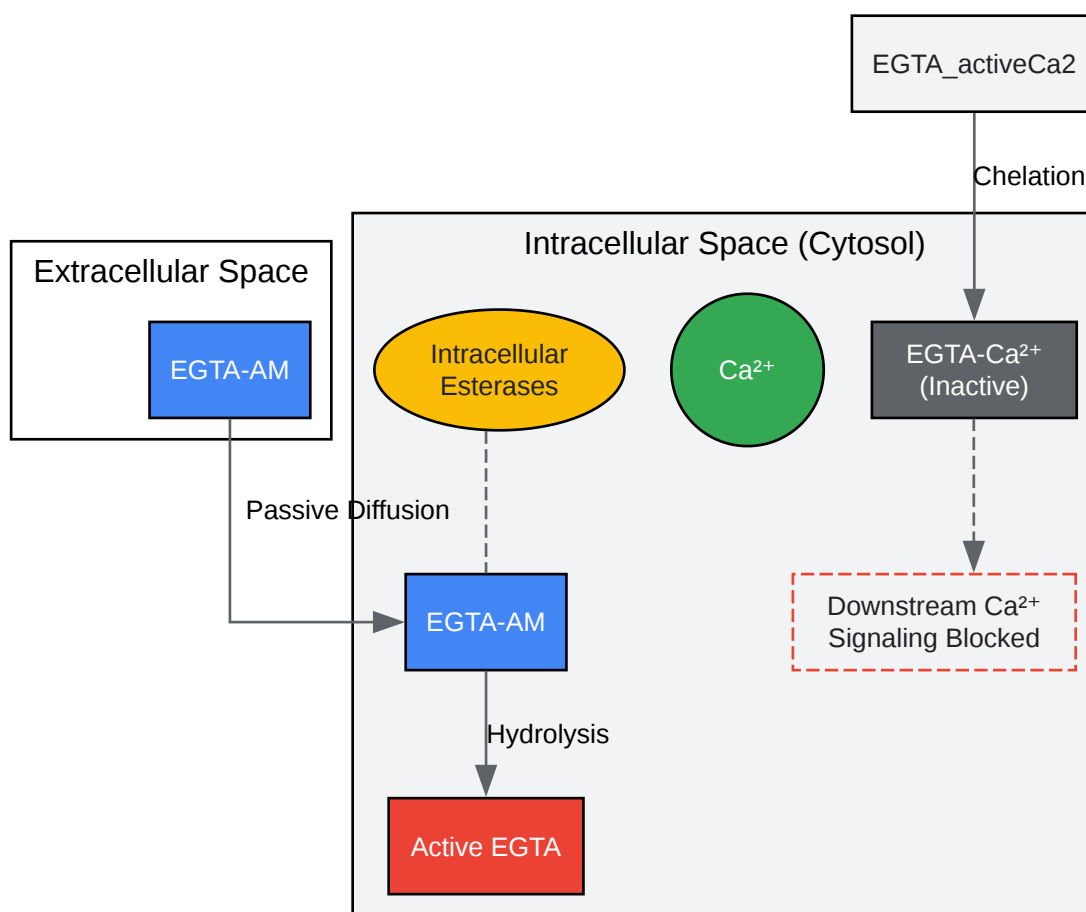 EGTA_activeCa2
Chelation
Intracellular Space (Cytosol)
Extracellular Space
EGTA-AM
Intracellular
Esterases
Ca²⁺
EGTA-Ca²⁺
(Inactive)
Passive Diffusion
EGTA-AM
Downstream Ca²⁺
Signaling Blocked
Hydrolysis
Active EGTA